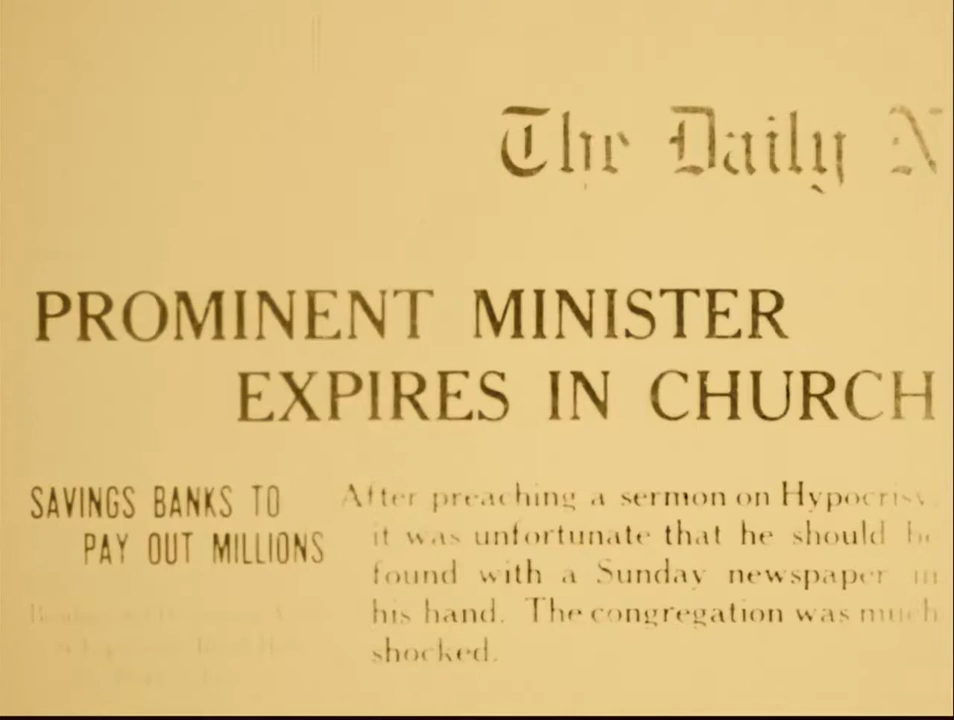 The Daily N
PROMINENT MINISTER
EXPIRES IN CHURCH
SAVINGS BANKS TO
PAY OUT MILLIONS
After preaching a sermon on Hypocrisy,
it was unfortunate that he should be
found with a Sunday newspaper in
his hand. The congregation was much
shocked.